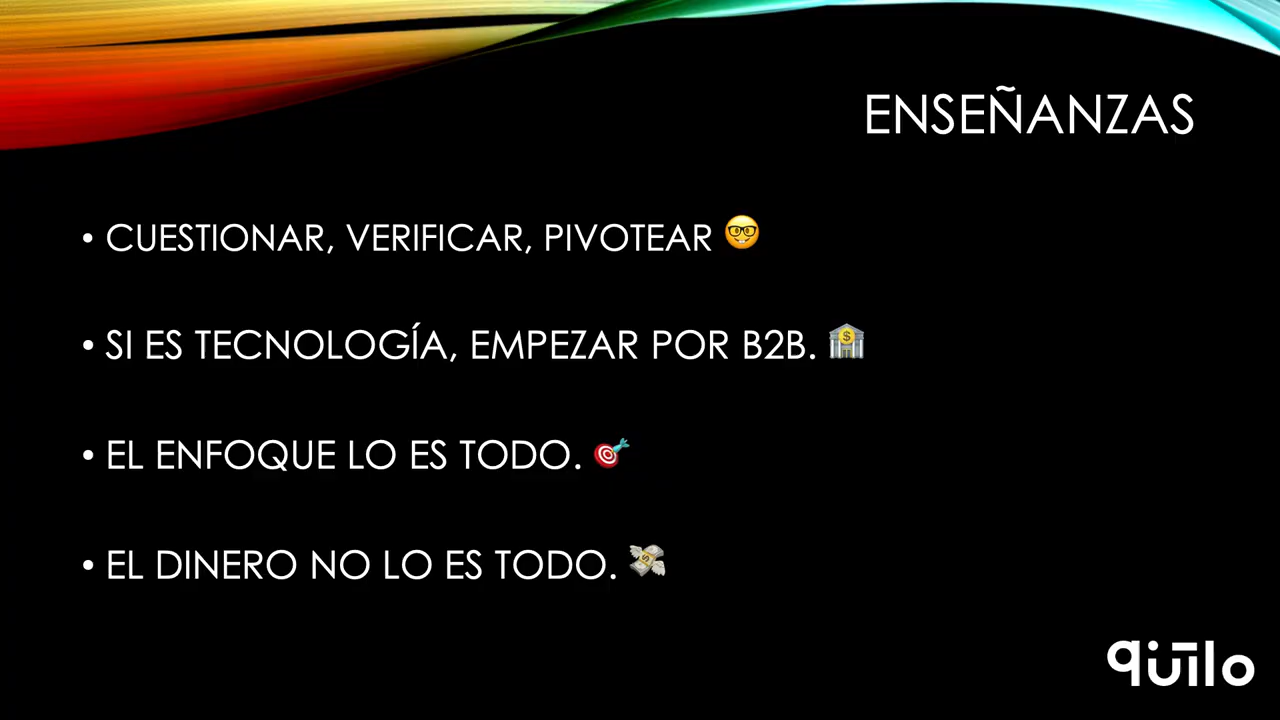 ENSEÑANZAS
• CUESTIONAR, VERIFICAR, PIVOTEAR 🤓
• SI ES TECNOLOGÍA, EMPEZAR POR B2B. 🏦
• EL ENFOQUE LO ES TODO. 🎯
• EL DINERO NO LO ES TODO. 💸
quilo